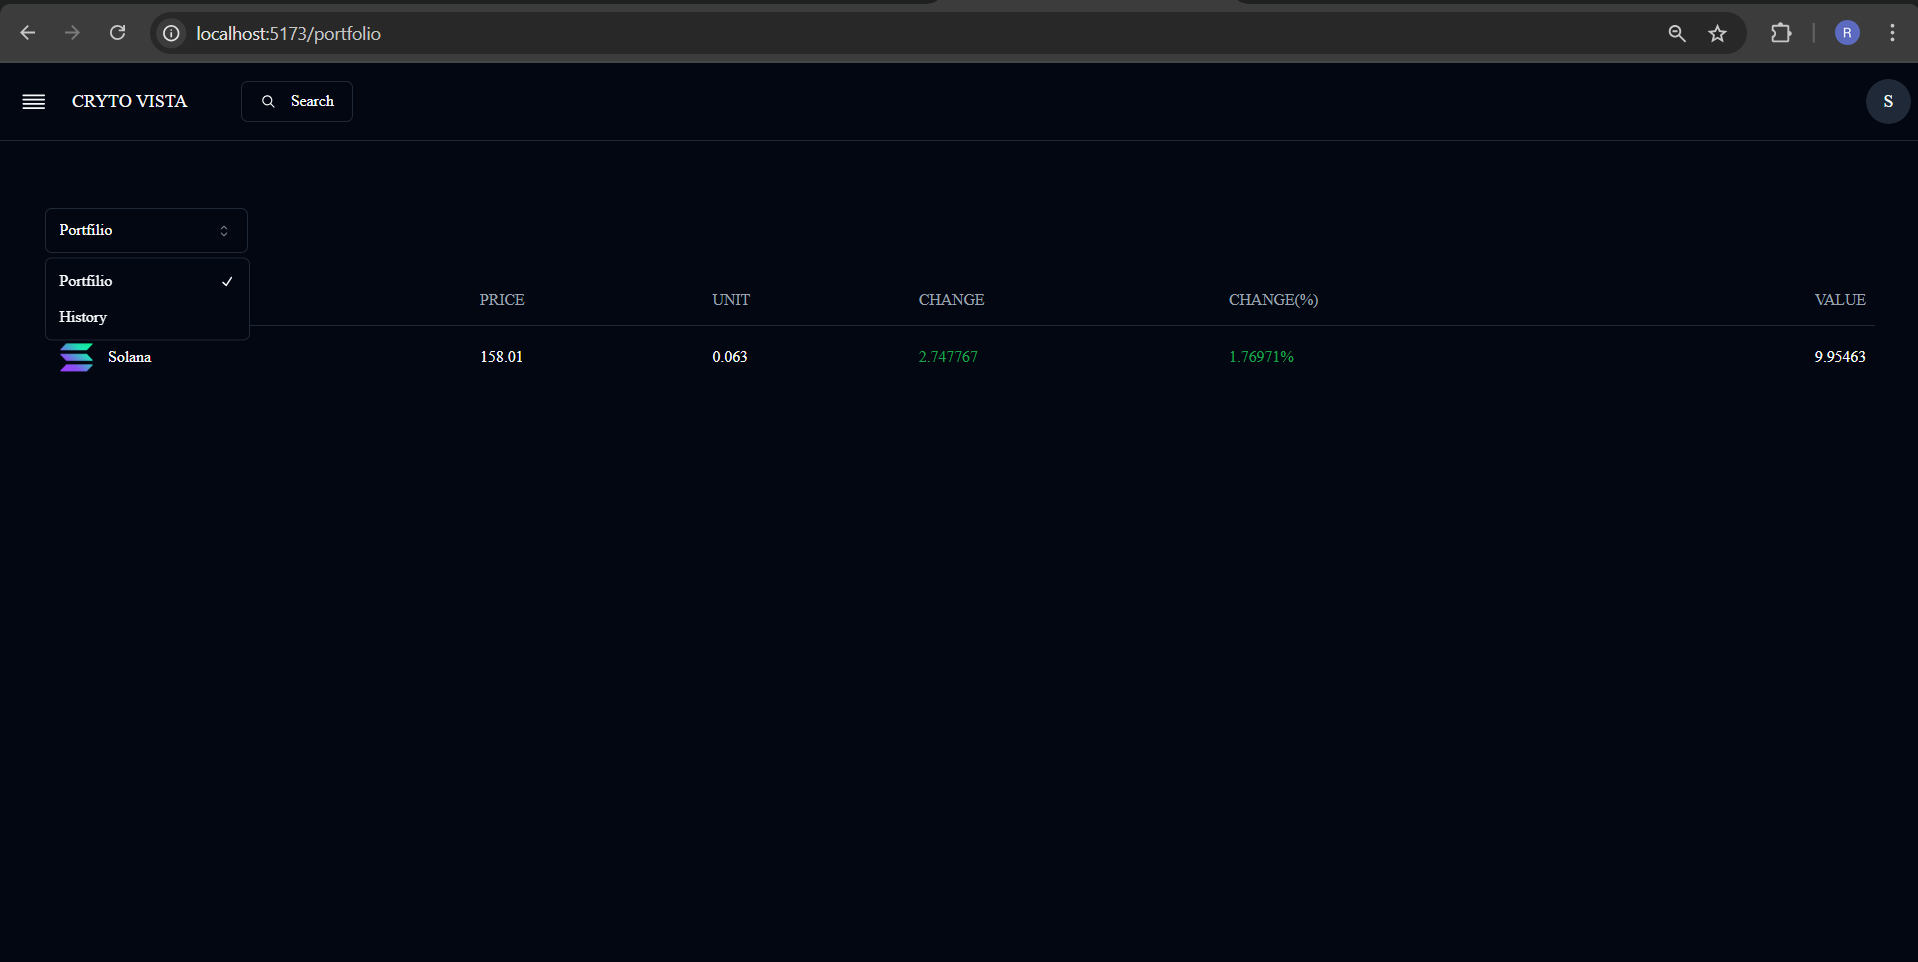 localhost:5173/portfolio
R
CRYTO VISTA
Search
S
Portfilio
Portfilio
History
PRICE UNIT CHANGE CHANGE(%) VALUE
Solana 158.01 0.063 2.747767 1.76971% 9.95463